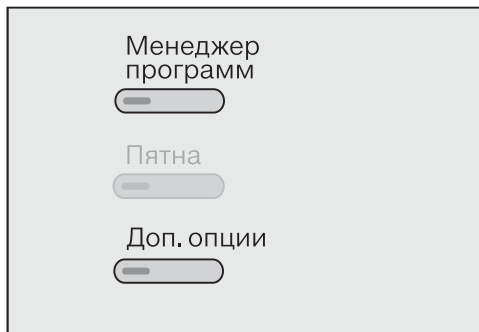 Менеджер
программ
Пятна
Доп. опции